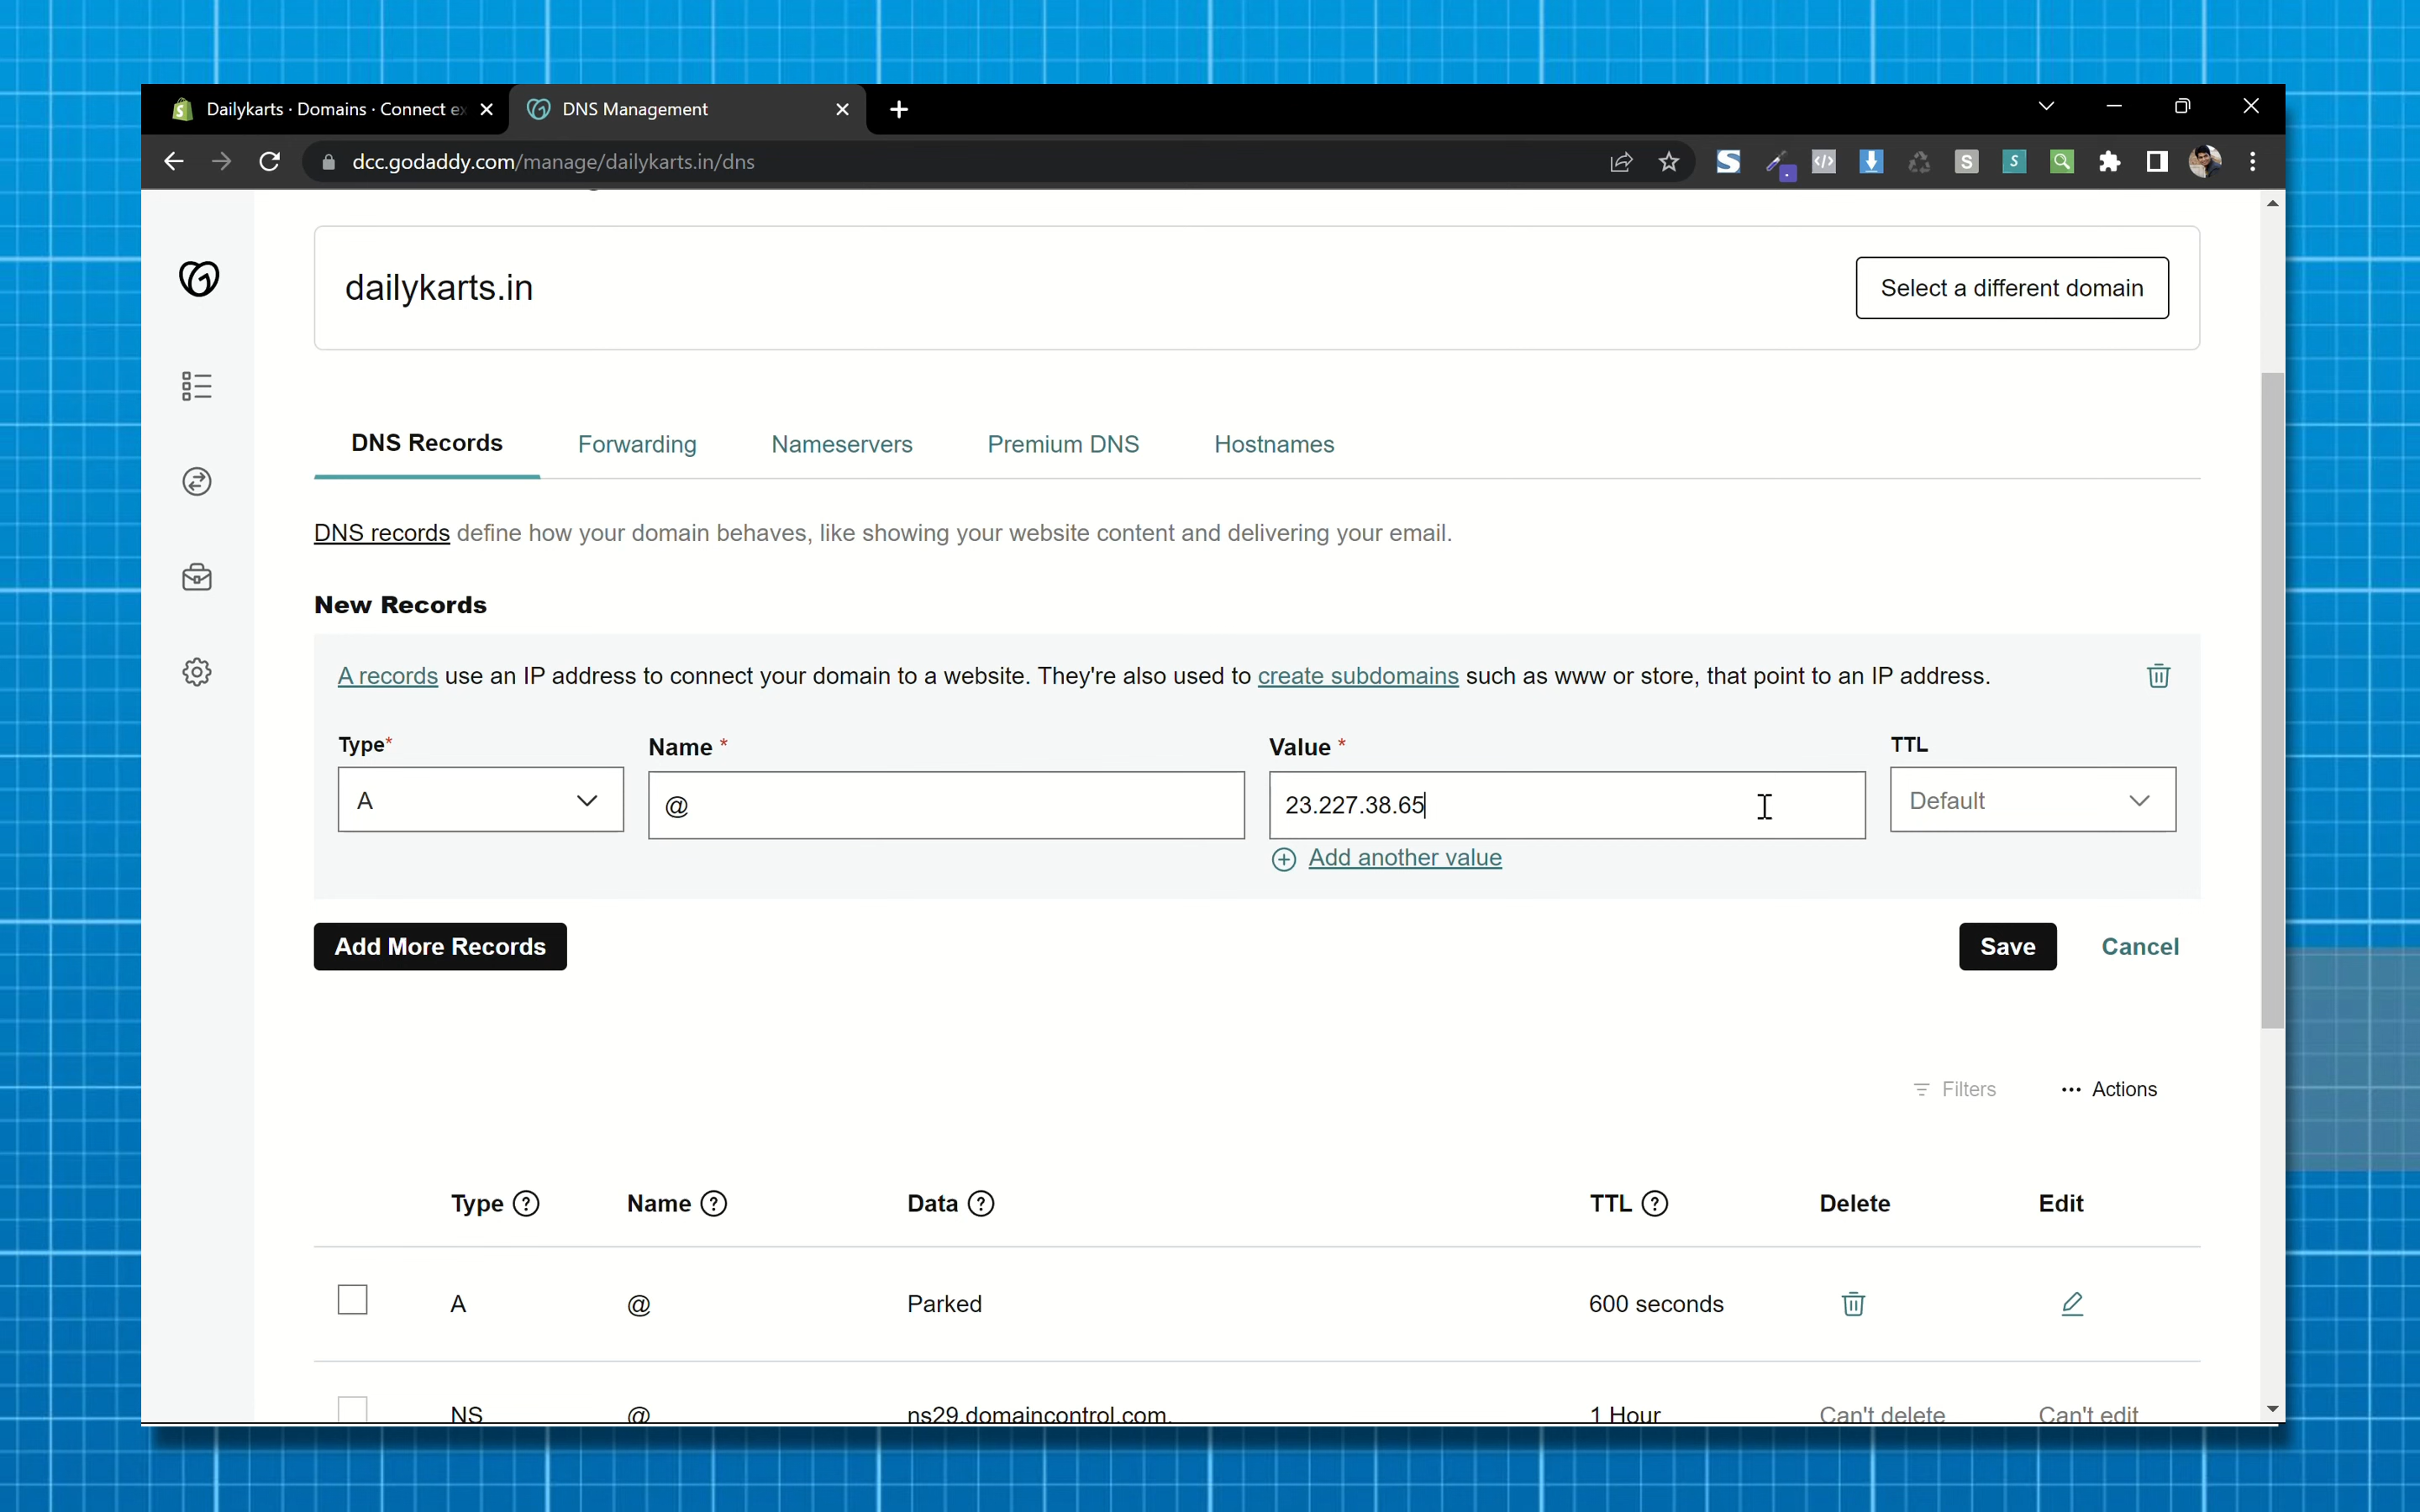 Dailykarts · Domains · Connect ex
DNS Management
dcc.godaddy.com/manage/dailykarts.in/dns
dailykarts.in
Select a different domain
DNS Records Forwarding Nameservers Premium DNS Hostnames
DNS records define how your domain behaves, like showing your website content and delivering your email.
New Records
A records use an IP address to connect your domain to a website. They're also used to create subdomains such as www or store, that point to an IP address.
Type* Name * Value * TTL
A @ 23.227.38.65 Default
Add another value
Add More Records Save Cancel
Filters ··· Actions
Type ? Name ? Data ? TTL ? Delete Edit
A @ Parked 600 seconds
NS @ ns29.domaincontrol.com. 1 Hour Can't delete Can't edit